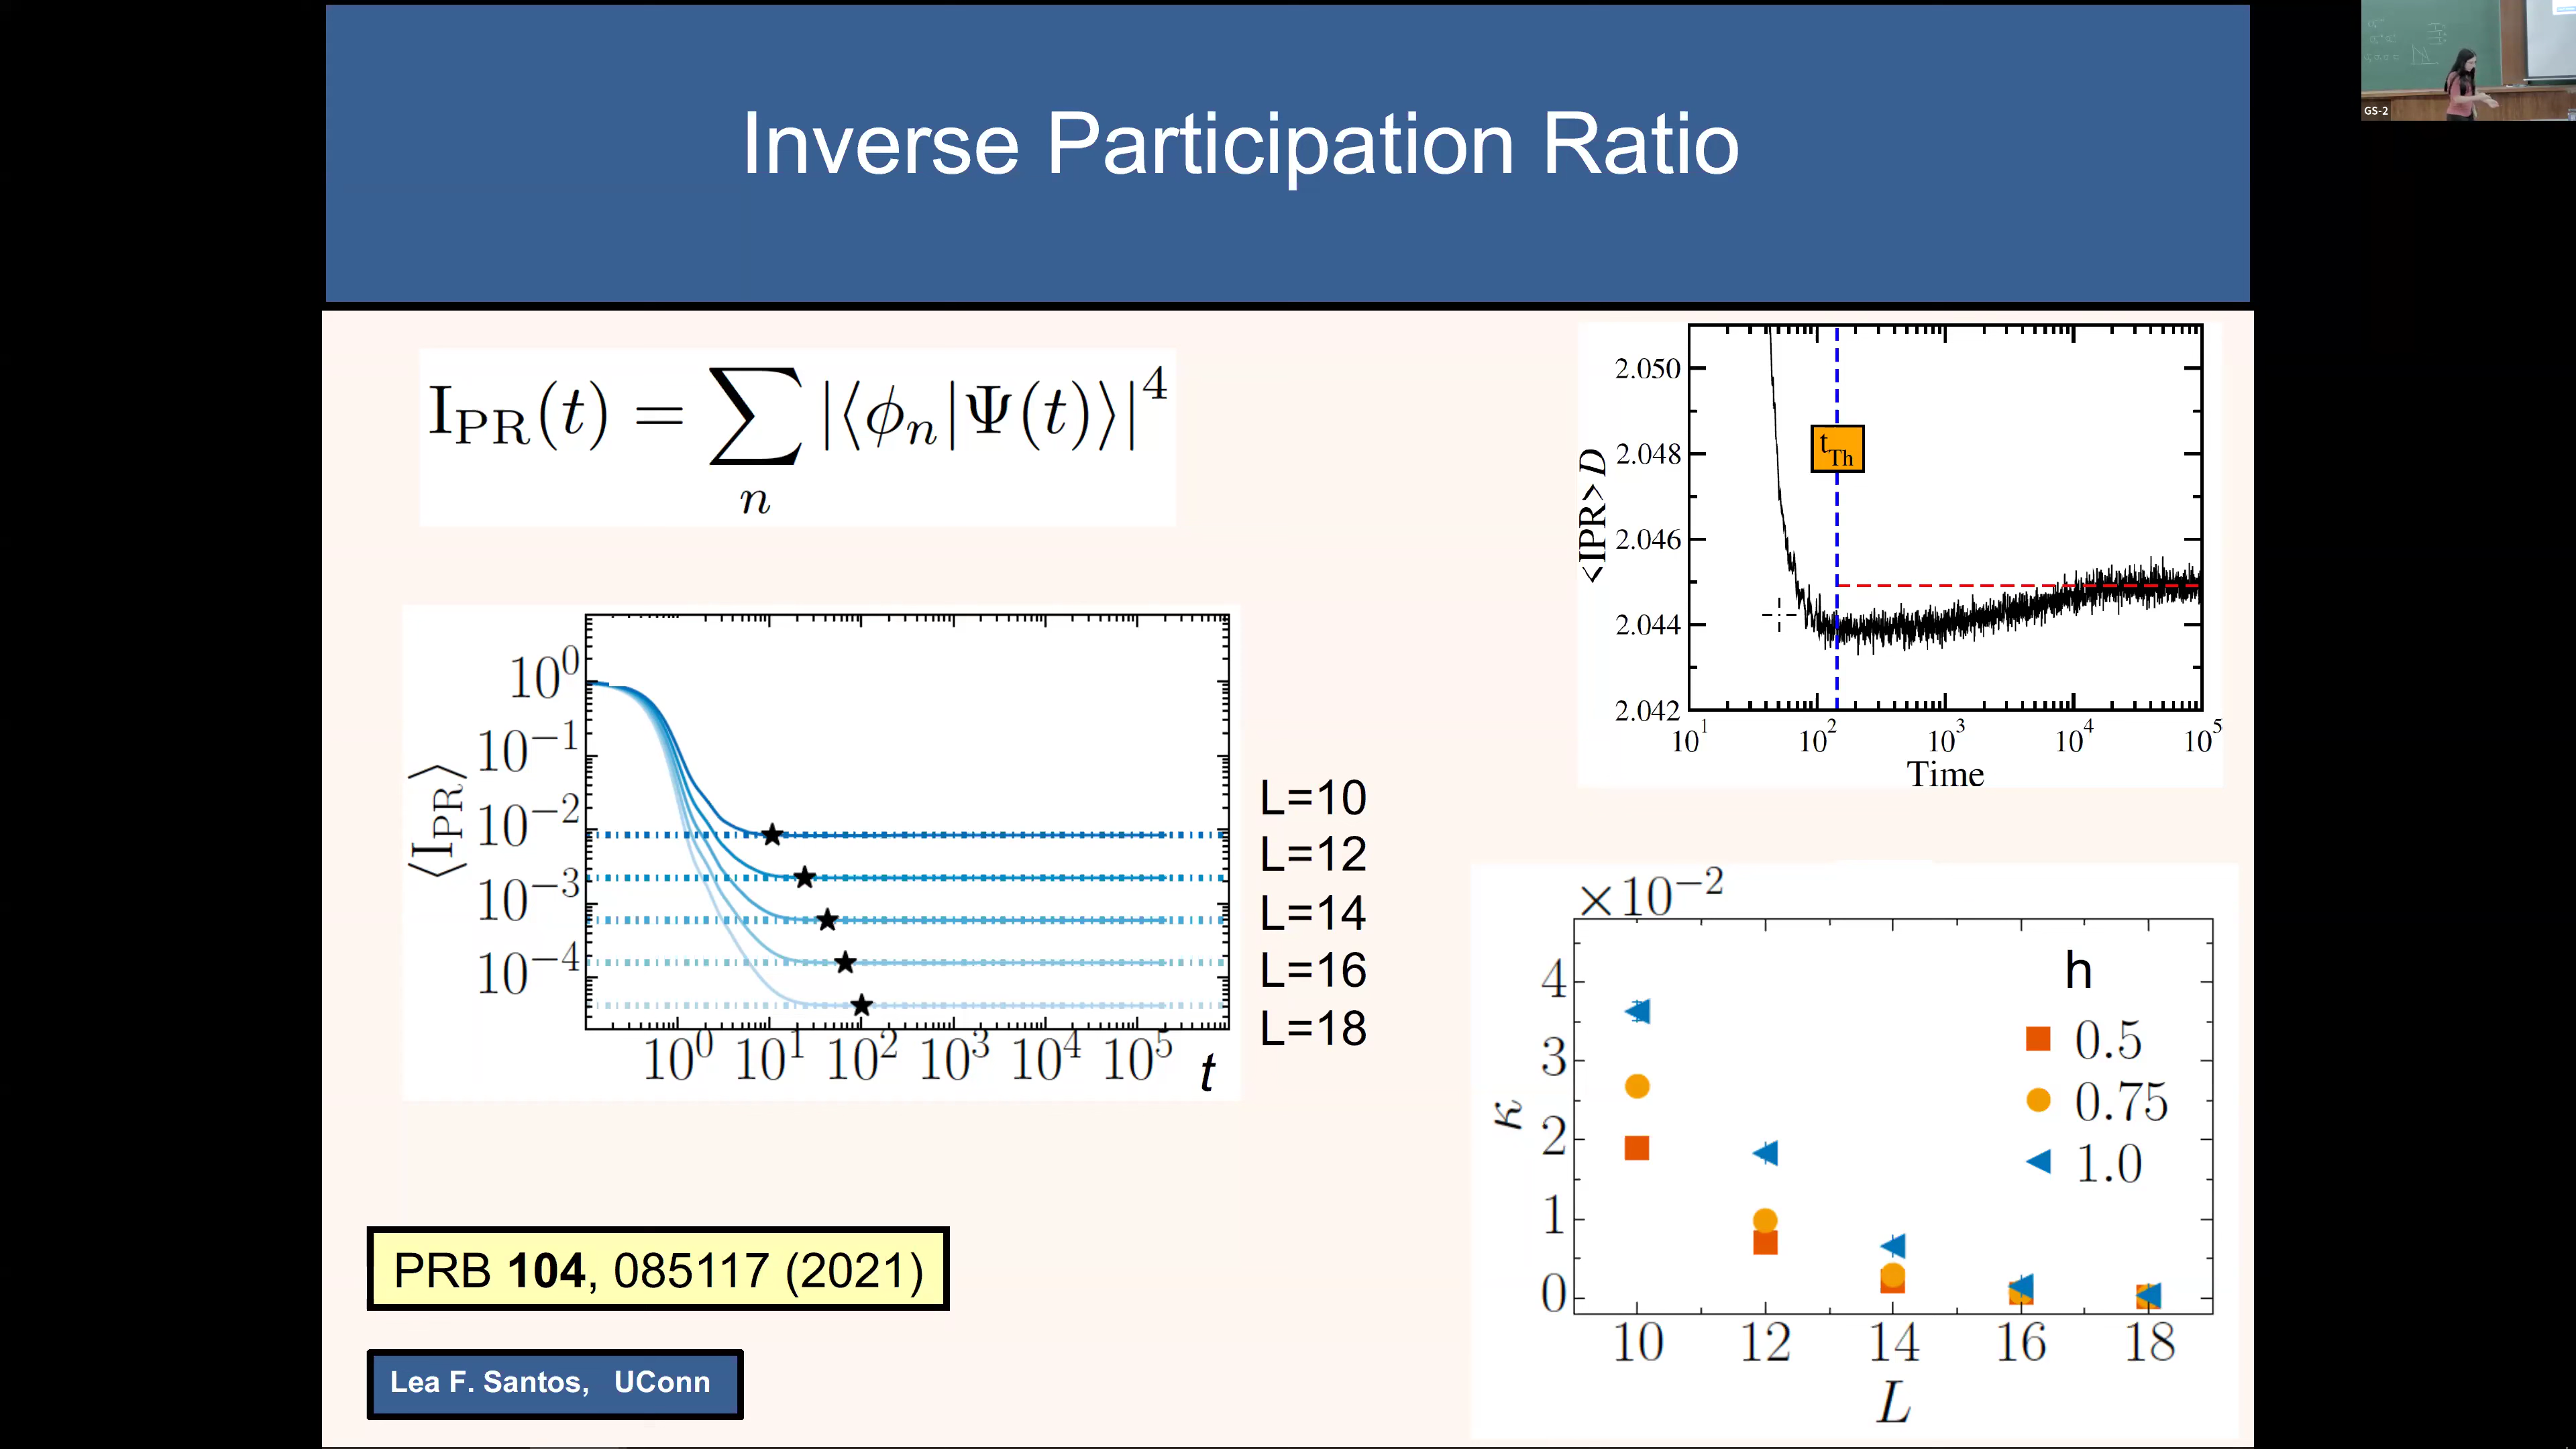 Inverse Participation Ratio
GS-2
I_PR(t) = ∑_n |⟨ϕ_n|Ψ(t)⟩|^4
2.050
2.048
2.046
2.044
2.042
<IPR> D
t_Th
10^1 10^2 10^3 10^4 10^5
Time
10^0
10^−1
10^−2
10^−3
10^−4
⟨I_PR⟩
10^0 10^1 10^2 10^3 10^4 10^5
t
L=10
L=12
L=14
L=16
L=18
×10^−2
4
3
2
1
0
κ
h
0.5
0.75
1.0
10 12 14 16 18
L
PRB 104, 085117 (2021)
Lea F. Santos, UConn